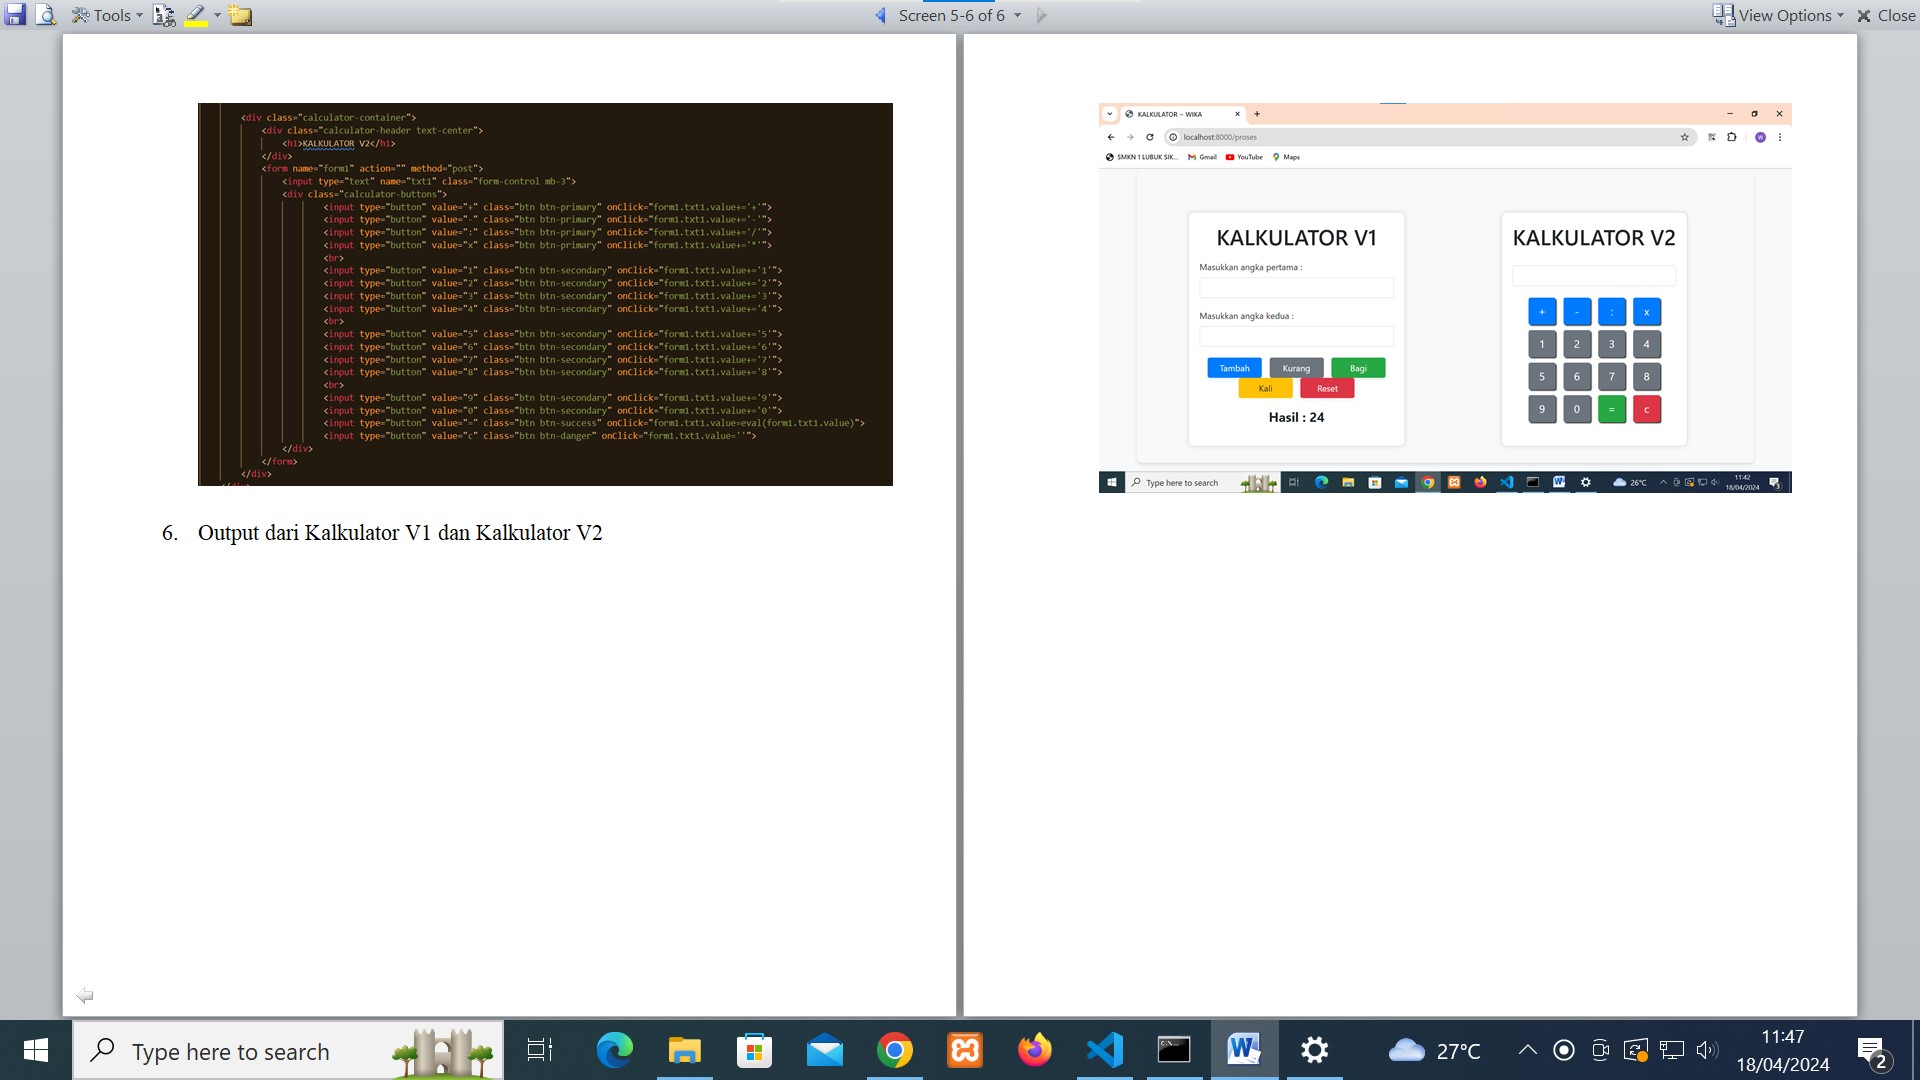 Tools
Screen 5-6 of 6
View Options
Close
<div class="calculator-container">
<div class="calculator-header text-center">
<h1>KALKULATOR V2</h1>
</div>
<form name="form1" action="" method="post">
<input type="text" name="txt1" class="form-control mb-3">
<div class="calculator-buttons">
<input type="button" value="+" class="btn btn-primary" onClick="form1.txt1.value+='+'">
<input type="button" value="-" class="btn btn-primary" onClick="form1.txt1.value+='-'">
<input type="button" value=":" class="btn btn-primary" onClick="form1.txt1.value+='/'">
<input type="button" value="x" class="btn btn-primary" onClick="form1.txt1.value+='*'">
<br>
<input type="button" value="1" class="btn btn-secondary" onClick="form1.txt1.value+='1'">
<input type="button" value="2" class="btn btn-secondary" onClick="form1.txt1.value+='2'">
<input type="button" value="3" class="btn btn-secondary" onClick="form1.txt1.value+='3'">
<input type="button" value="4" class="btn btn-secondary" onClick="form1.txt1.value+='4'">
<br>
<input type="button" value="5" class="btn btn-secondary" onClick="form1.txt1.value+='5'">
<input type="button" value="6" class="btn btn-secondary" onClick="form1.txt1.value+='6'">
<input type="button" value="7" class="btn btn-secondary" onClick="form1.txt1.value+='7'">
<input type="button" value="8" class="btn btn-secondary" onClick="form1.txt1.value+='8'">
<br>
<input type="button" value="9" class="btn btn-secondary" onClick="form1.txt1.value+='9'">
<input type="button" value="0" class="btn btn-secondary" onClick="form1.txt1.value+='0'">
<input type="button" value="=" class="btn btn-success" onClick="form1.txt1.value=eval(form1.txt1.value)">
<input type="button" value="c" class="btn btn-danger" onClick="form1.txt1.value=''">
</div>
</form>
</div>
6. Output dari Kalkulator V1 dan Kalkulator V2
KALKULATOR – WIKA
localhost:8000/proses
SMKN 1 LUBUK SIK...
Gmail
YouTube
Maps
KALKULATOR V1
Masukkan angka pertama :
Masukkan angka kedua :
Tambah Kurang Bagi
Kali Reset
Hasil : 24
KALKULATOR V2
+ - : x
1 2 3 4
5 6 7 8
9 0 = c
Type here to search
26°C
11:42
18/04/2024
Type here to search
27°C
11:47
18/04/2024
2